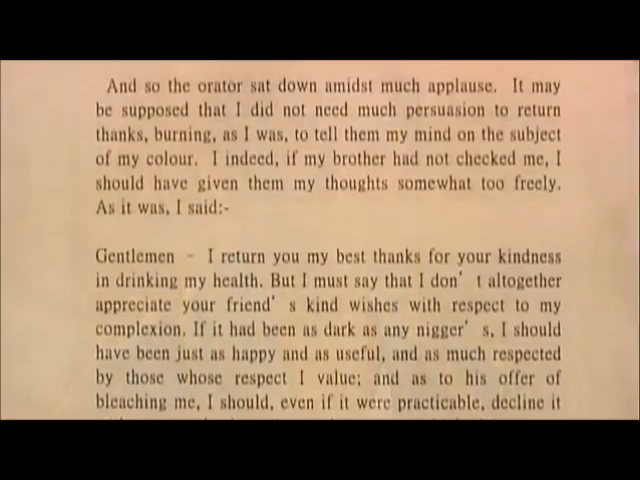 And so the orator sat down amidst much applause. It may
be supposed that I did not need much persuasion to return
thanks, burning, as I was, to tell them my mind on the subject
of my colour. I indeed, if my brother had not checked me, I
should have given them my thoughts somewhat too freely.
As it was, I said:-
Gentlemen – I return you my best thanks for your kindness
in drinking my health. But I must say that I don’ t altogether
appreciate your friend’ s kind wishes with respect to my
complexion. If it had been as dark as any nigger’ s, I should
have been just as happy and as useful, and as much respected
by those whose respect I value; and as to his offer of
bleaching me, I should, even if it were practicable, decline it